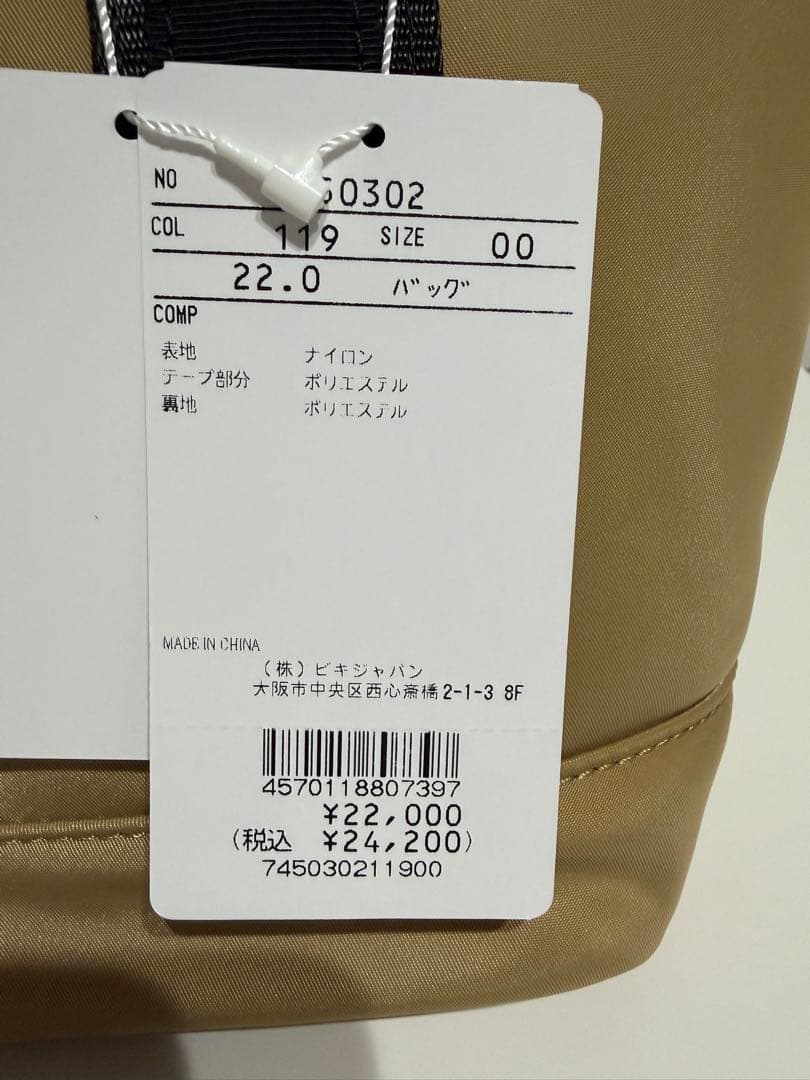 NO 50302
COL 119 SIZE 00
22.0 バッグ
COMP
表地 ナイロン
テープ部分 ポリエステル
裏地 ポリエステル
MADE IN CHINA
(株)ビキジャパン
大阪市中央区西心斎橋2-1-3 8F
4570118807397
¥22,000
(税込 ¥24,200)
745030211900